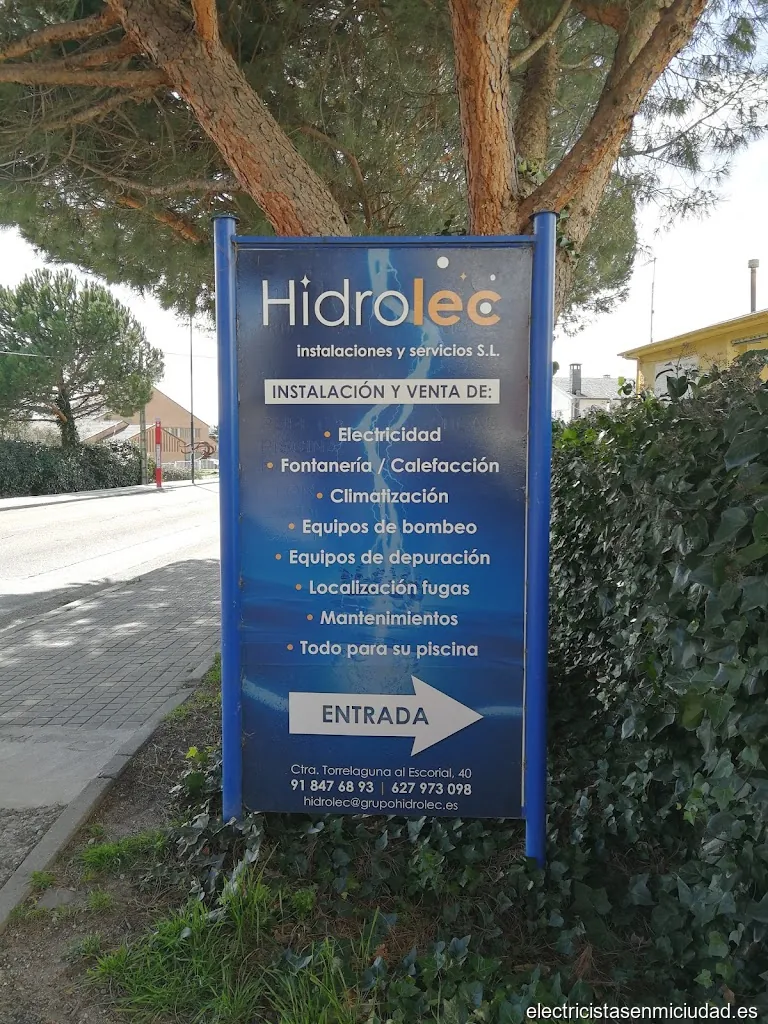 Hidrolec
instalaciones y servicios S.L.
INSTALACIÓN Y VENTA DE:
• Electricidad
• Fontanería / Calefacción
• Climatización
• Equipos de bombeo
• Equipos de depuración
• Localización fugas
• Mantenimientos
• Todo para su piscina
ENTRADA
Ctra. Torrelaguna al Escorial, 40
91 847 68 93 | 627 973 098
hidrolec@grupohidrolec.es
electricistasenmiciudad.es